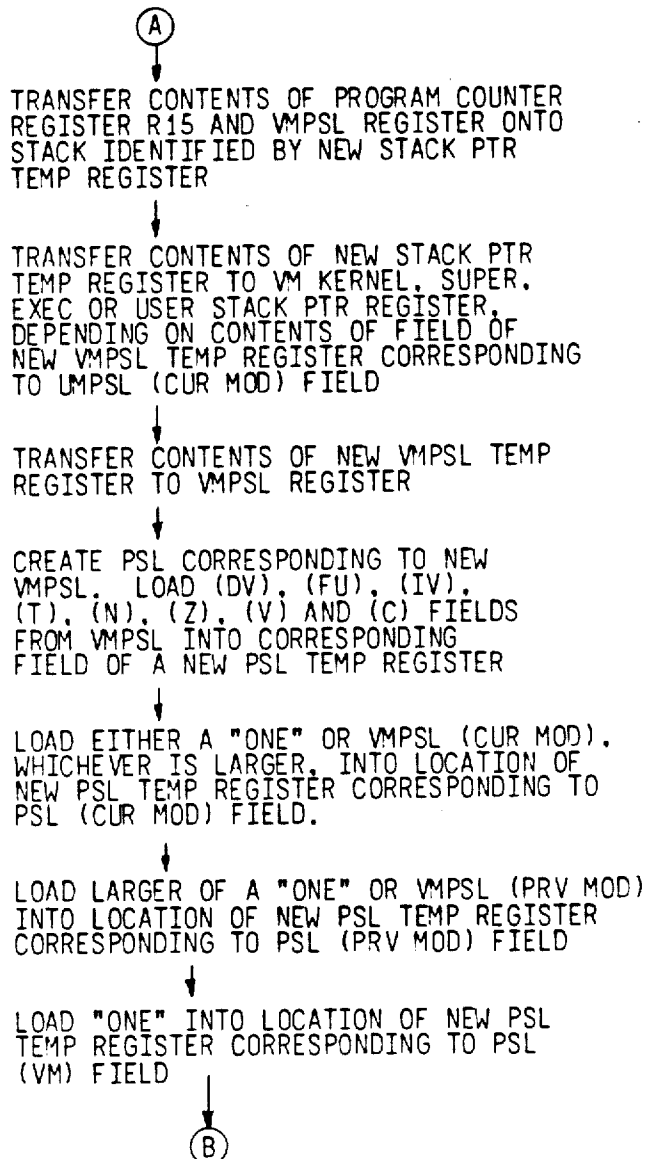 A
TRANSFER CONTENTS OF PROGRAM COUNTER
REGISTER R15 AND VMPSL REGISTER ONTO
STACK IDENTIFIED BY NEW STACK PTR
TEMP REGISTER
TRANSFER CONTENTS OF NEW STACK PTR
TEMP REGISTER TO VM KERNEL, SUPER,
EXEC OR USER STACK PTR REGISTER,
DEPENDING ON CONTENTS OF FIELD OF
NEW VMPSL TEMP REGISTER CORRESPONDING
TO UMPSL (CUR MOD) FIELD
TRANSFER CONTENTS OF NEW VMPSL TEMP
REGISTER TO VMPSL REGISTER
CREATE PSL CORRESPONDING TO NEW
VMPSL. LOAD (DV), (FU), (IV),
(T), (N), (Z), (V) AND (C) FIELDS
FROM VMPSL INTO CORRESPONDING
FIELD OF A NEW PSL TEMP REGISTER
LOAD EITHER A "ONE" OR VMPSL (CUR MOD),
WHICHEVER IS LARGER, INTO LOCATION OF
NEW PSL TEMP REGISTER CORRESPONDING TO
PSL (CUR MOD) FIELD.
LOAD LARGER OF A "ONE" OR VMPSL (PRV MOD)
INTO LOCATION OF NEW PSL TEMP REGISTER
CORRESPONDING TO PSL (PRV MOD) FIELD
LOAD "ONE" INTO LOCATION OF NEW PSL
TEMP REGISTER CORRESPONDING TO PSL
(VM) FIELD
B